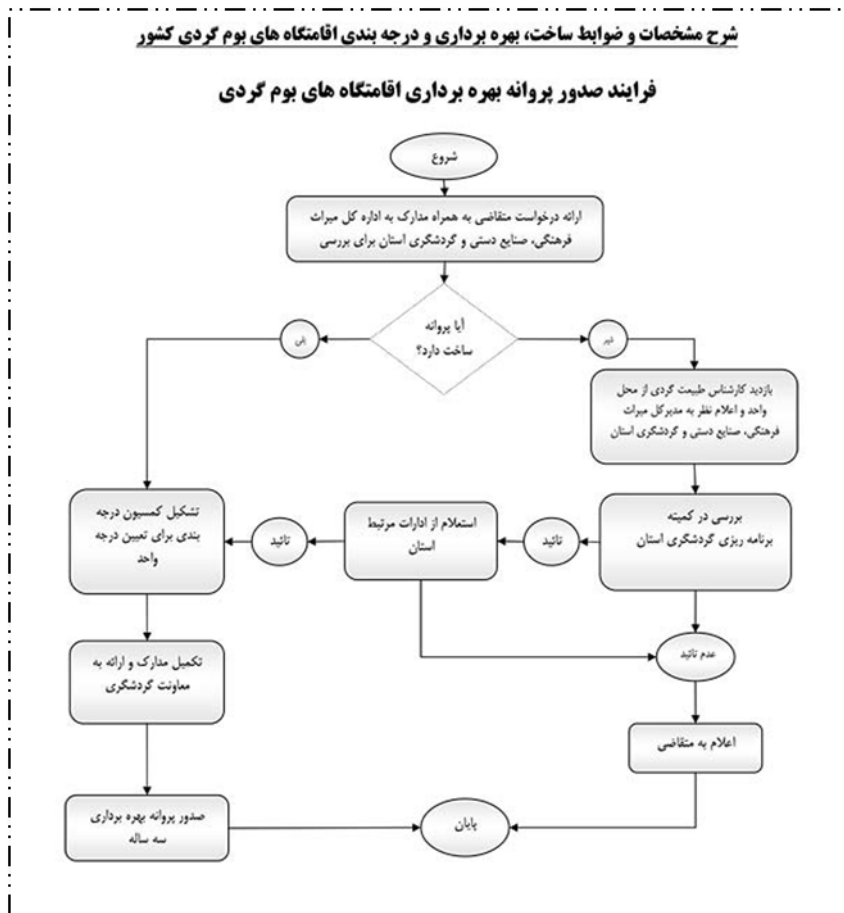 شرح مشخصات و ضوابط ساخت، بهره برداری و درجه بندی اقامتگاه های بوم گردی کشور
فرایند صدور پروانه بهره برداری اقامتگاه های بوم گردی
شروع
ارائه درخواست متقاضی به همراه مدارک به اداره کل میراث
فرهنگی، صنایع دستی و گردشگری استان برای بررسی
آیا پروانه
ساخت دارد؟
خیر
بلی
بازدید کارشناس طبیعت گردی از محل
واحد و اعلام نظر به مدیرکل میراث
فرهنگی، صنایع دستی و گردشگری استان
بررسی در کمیته
برنامه ریزی گردشگری استان
تائید
استعلام از ادارات مرتبط
استان
تائید
تشکیل کمسیون درجه
بندی برای تعیین درجه
واحد
عدم تائید
تکمیل مدارک و ارائه به
معاونت گردشگری
اعلام به متقاضی
صدور پروانه بهره برداری
سه ساله
پایان